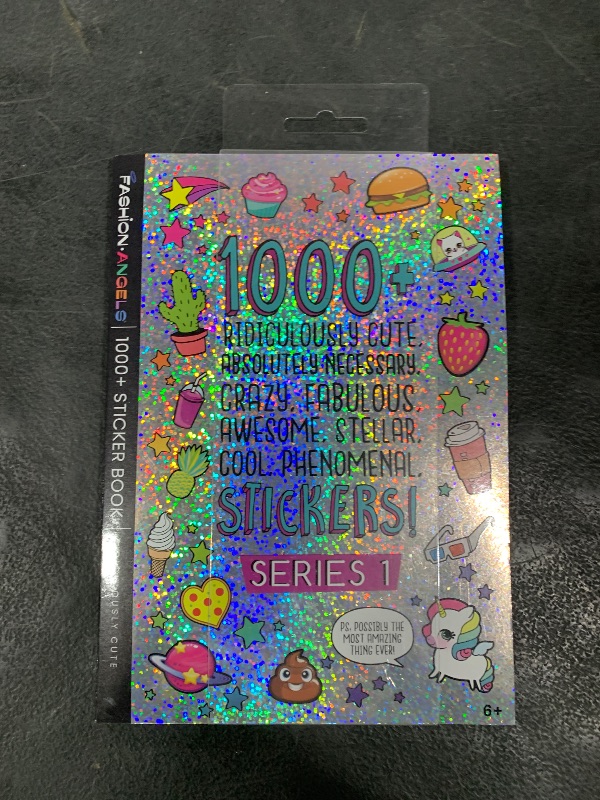 FASHION·ANGELS | 1000+ STICKER BOOK
CUTE
1000+
RIDICULOUSLY CUTE,
ABSOLUTELY NECESSARY,
CRAZY, FABULOUS,
AWESOME, STELLAR,
COOL, PHENOMENAL,
STICKERS!
SERIES 1
PS. POSSIBLY THE
MOST AMAZING
THING EVER!
6+